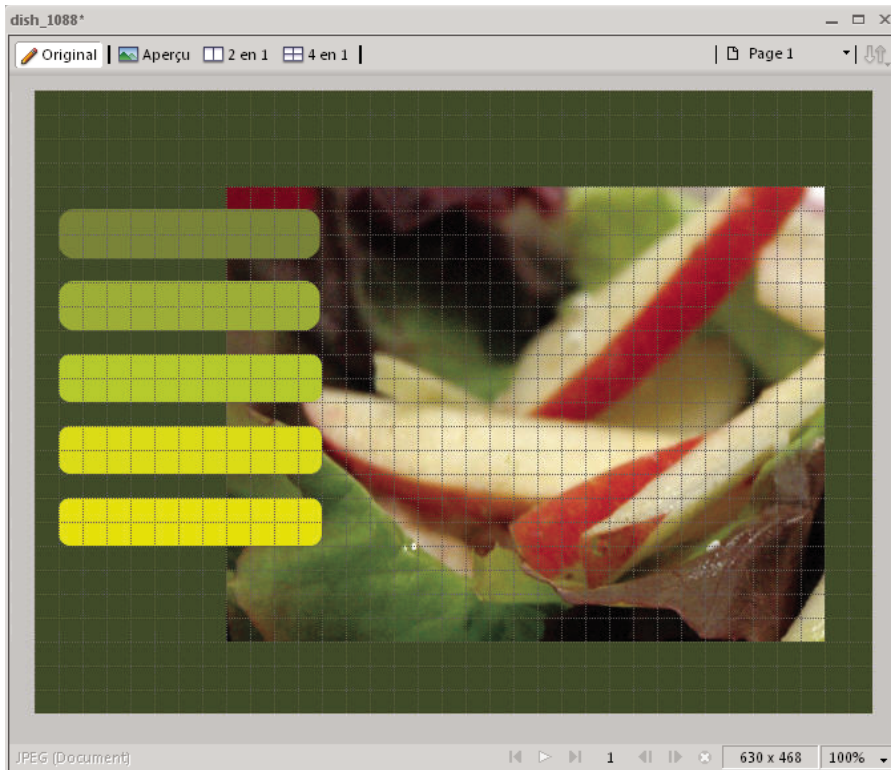 dish_1088*
Original Aperçu 2 en 1 4 en 1 Page 1
JPEG (Document) 1 630 x 468 100%